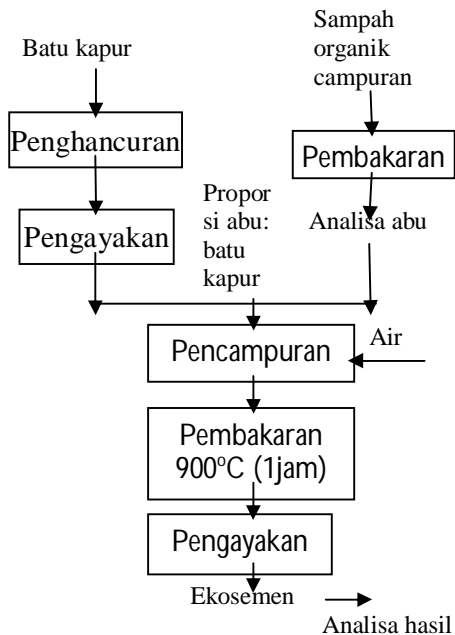 Batu kapur
Sampah
organik
campuran
Penghancuran
Pembakaran
Pengayakan
Propor
si abu:
batu
kapur
Analisa abu
Pencampuran
Air
Pembakaran
900°C (1jam)
Pengayakan
Ekosemen
Analisa hasil